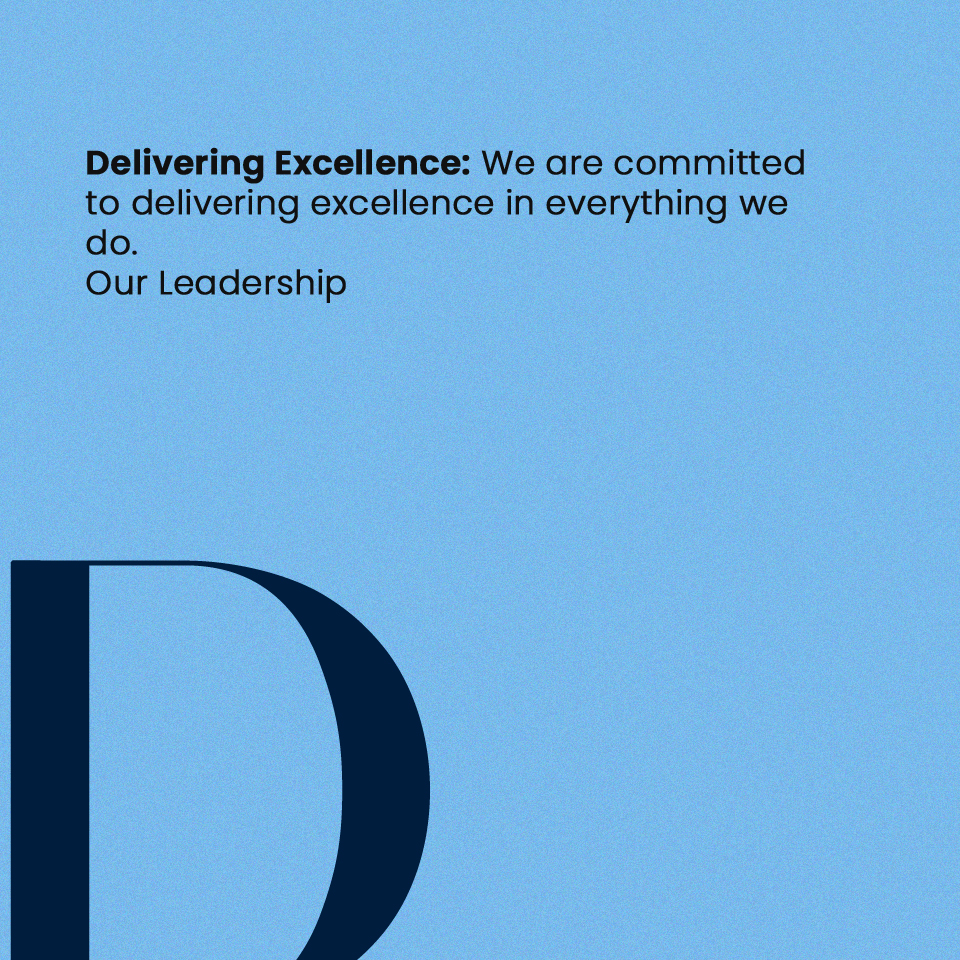 Delivering Excellence: We are committed
to delivering excellence in everything we
do.
Our Leadership
D